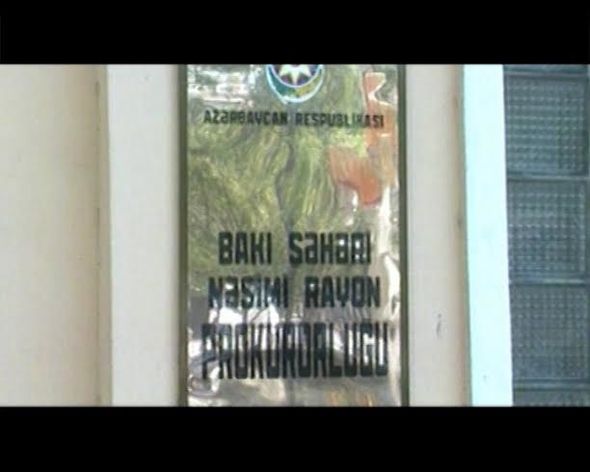 AZƏRBAYCAN RESPUBLİKASI
BAKI ŞƏHƏRİ
NƏSİMİ RAYON
PROKURORLUĞU